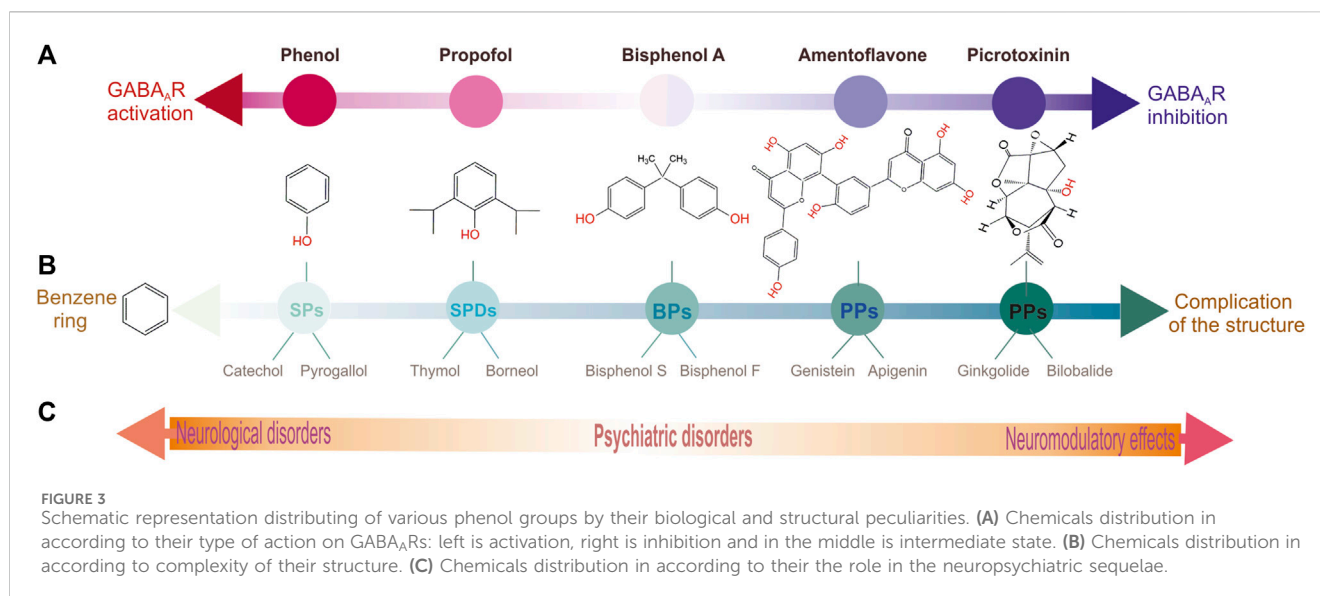 A
Phenol Propofol Bisphenol A Amentoflavone Picrotoxinin
GABA_AR
activation
GABA_AR
inhibition
HO
HO
H₃C CH₃
HO OH
OH OH O OH
O
O
HO O OH
HO
O O H
O
OH
H H
O O
B
Benzene
ring
SPs SPDs BPs PPs PPs
Complication
of the structure
Catechol Pyrogallol Thymol Borneol Bisphenol S Bisphenol F Genistein Apigenin Ginkgolide Bilobalide
C
Neurological disorders Psychiatric disorders Neuromodulatory effects
FIGURE 3
Schematic representation distributing of various phenol groups by their biological and structural peculiarities. (A) Chemicals distribution in
according to their type of action on GABA_ARs: left is activation, right is inhibition and in the middle is intermediate state. (B) Chemicals distribution in
according to complexity of their structure. (C) Chemicals distribution in according to their the role in the neuropsychiatric sequelae.